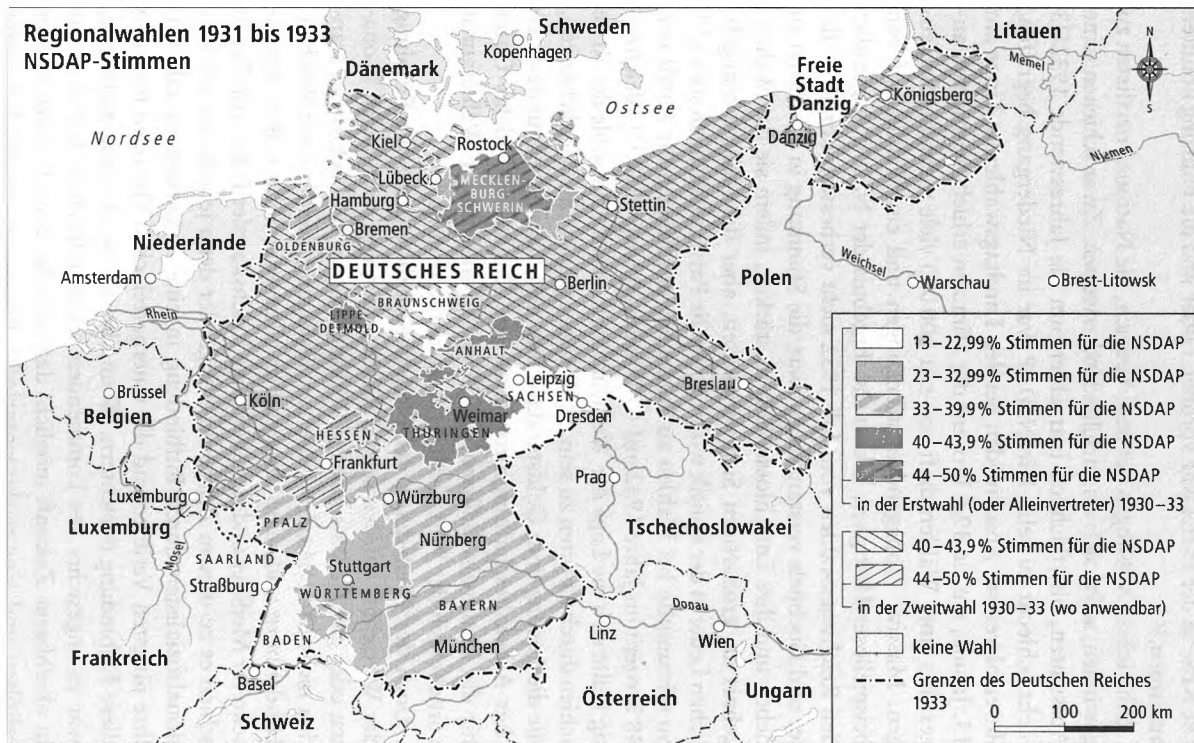 Regionalwahlen 1931 bis 1933
NSDAP-Stimmen
Schweden
Kopenhagen
Dänemark
Litauen
Memel
N
S
Freie
Stadt
Danzig
Königsberg
Danzig
Njemen
Ostsee
Nordsee
Kiel
Rostock
Lübeck
MECKLEN-
BURG-
SCHWERIN
Hamburg
Stettin
Bremen
OLDENBURG
Niederlande
Amsterdam
DEUTSCHES REICH
Berlin
Polen
Weichsel
Warschau
Brest-Litowsk
BRAUNSCHWEIG
LIPPE
DETMOLD
ANHALT
Rhein
Brüssel
Belgien
Köln
Leipzig
SACHSEN
Dresden
Breslau
Weimar
THÜRINGEN
HESSEN
Frankfurt
Luxemburg
Luxemburg
Mosel
Würzburg
Prag
Tschechoslowakei
PFALZ
SAARLAND
Nürnberg
Straßburg
Stuttgart
WÜRTTEMBERG
BAYERN
BADEN
München
Donau
Linz
Wien
Frankreich
Basel
Schweiz
Österreich
Ungarn
13–22,99% Stimmen für die NSDAP
23–32,99% Stimmen für die NSDAP
33–39,9% Stimmen für die NSDAP
40–43,9% Stimmen für die NSDAP
44–50% Stimmen für die NSDAP
in der Erstwahl (oder Alleinvertreter) 1930–33
40–43,9% Stimmen für die NSDAP
44–50% Stimmen für die NSDAP
in der Zweitwahl 1930–33 (wo anwendbar)
keine Wahl
Grenzen des Deutschen Reiches
1933
0 100 200 km